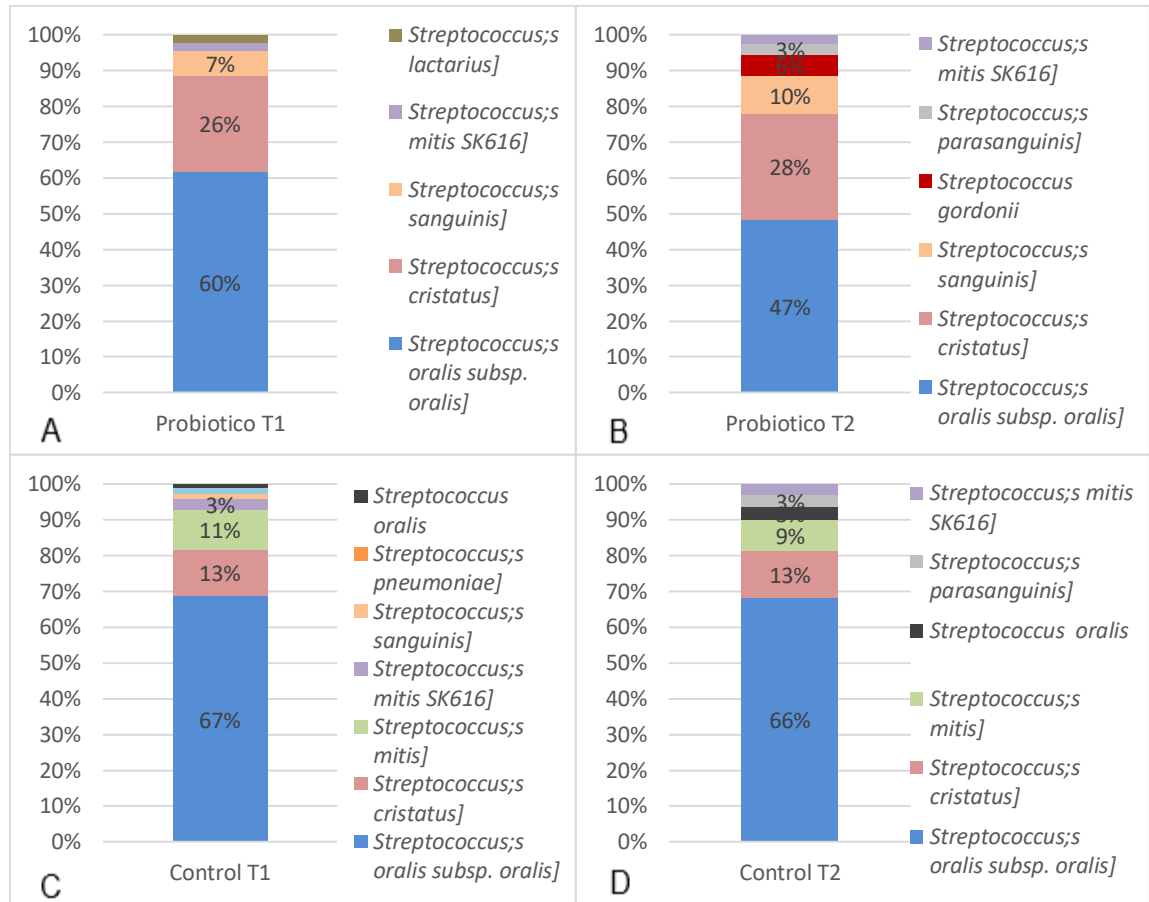 100%
90%
80%
70%
60%
50%
40%
30%
20%
10%
0%
7%
26%
60%
Probiotico T1
A
Streptococcus;s
lactarius]
Streptococcus;s
mitis SK616]
Streptococcus;s
sanguinis]
Streptococcus;s
cristatus]
Streptococcus;s
oralis subsp.
oralis]
100%
90%
80%
70%
60%
50%
40%
30%
20%
10%
0%
3%
6%
10%
28%
47%
Probiotico T2
B
Streptococcus;s
mitis SK616]
Streptococcus;s
parasanguinis]
Streptococcus
gordonii
Streptococcus;s
sanguinis]
Streptococcus;s
cristatus]
Streptococcus;s
oralis subsp. oralis]
100%
90%
80%
70%
60%
50%
40%
30%
20%
10%
0%
3%
11%
13%
67%
Control T1
C
Streptococcus
oralis
Streptococcus;s
pneumoniae]
Streptococcus;s
sanguinis]
Streptococcus;s
mitis SK616]
Streptococcus;s
mitis]
Streptococcus;s
cristatus]
Streptococcus;s
oralis subsp. oralis]
100%
90%
80%
70%
60%
50%
40%
30%
20%
10%
0%
3%
9%
13%
66%
Control T2
D
Streptococcus;s mitis
SK616]
Streptococcus;s
parasanguinis]
Streptococcus oralis
Streptococcus;s
mitis]
Streptococcus;s
cristatus]
Streptococcus;s
oralis subsp. oralis]